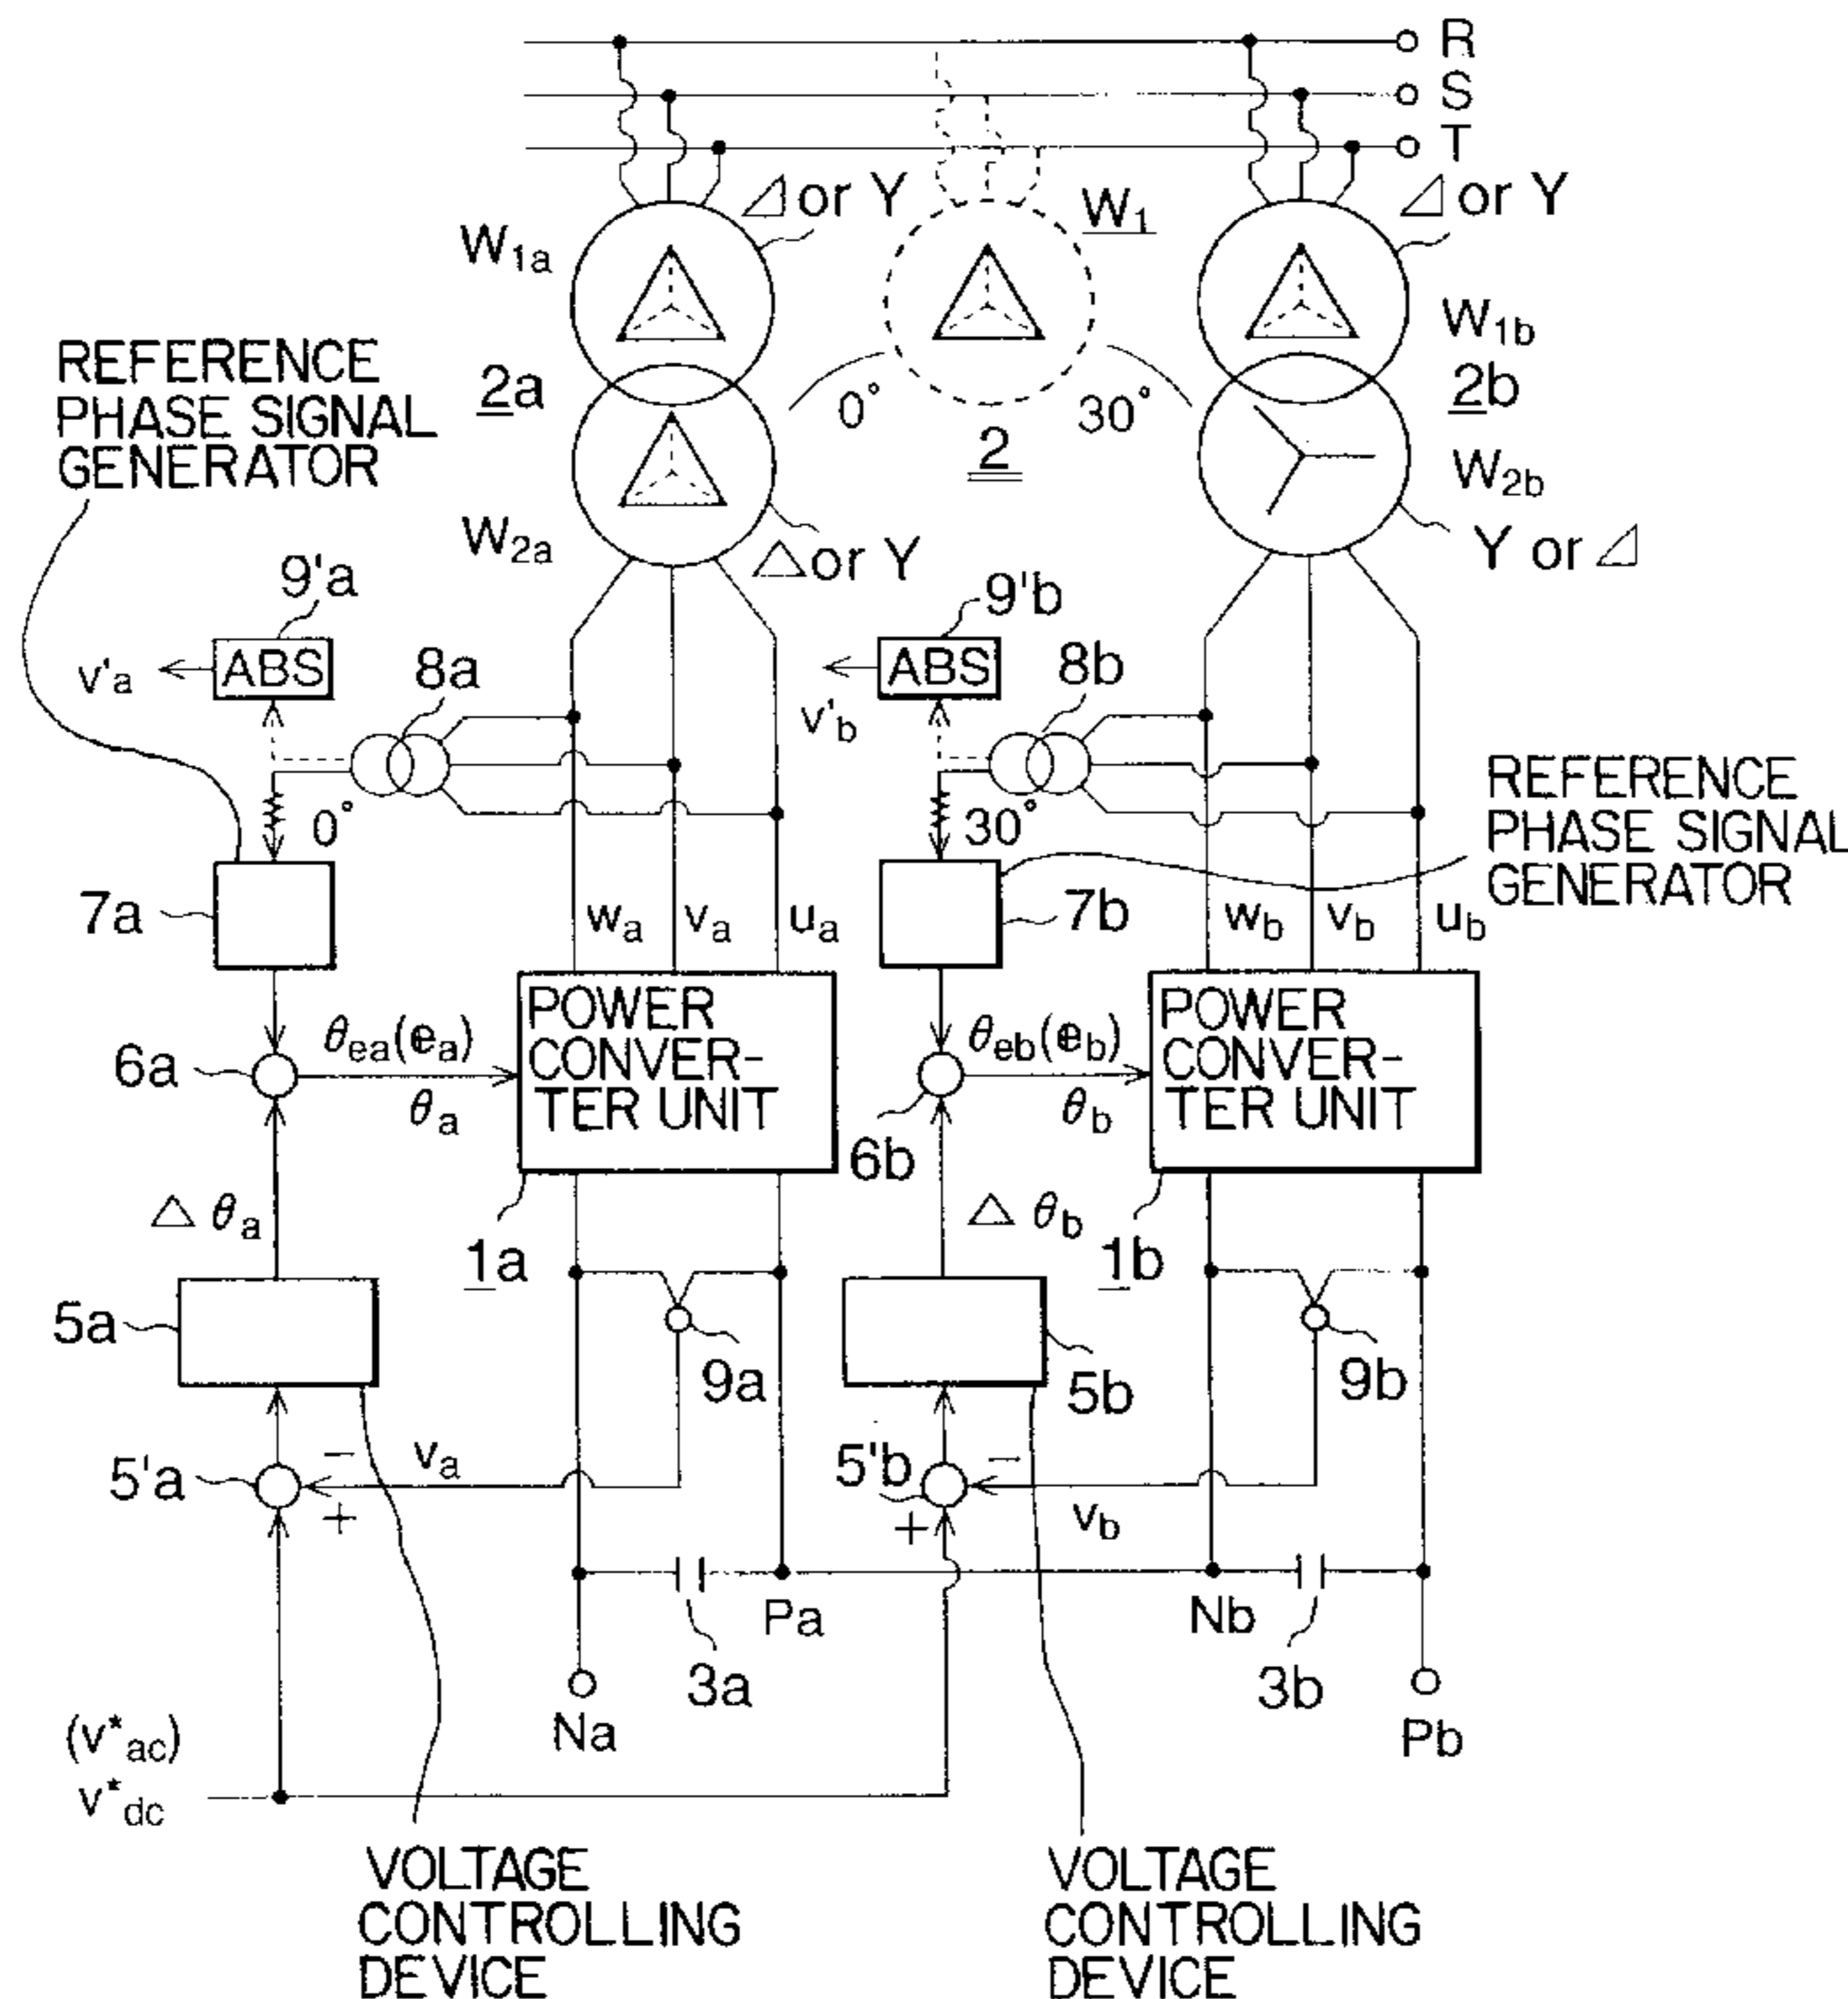 R
S
T
⊿ or Y
W₁
⊿ or Y
W₁ₐ
W₁b
REFERENCE
PHASE SIGNAL
GENERATOR
2a
0°
30°
2b
2
W₂ₐ
W₂b
△ or Y
Y or ⊿
9'a
9'b
ABS
v'a
8a
ABS
v'b
8b
0°
30°
REFERENCE
PHASE SIGNAL
GENERATOR
7a
7b
wa
va
ua
wb
vb
ub
POWER
CONVER-
TER UNIT
POWER
CONVER-
TER UNIT
θea(ea)
θa
θeb(eb)
θb
6a
6b
△ θa
△ θb
1a
1b
5a
5b
9a
9b
5'a
−
+
va
5"b
−
+
vb
Pa
Nb
3a
3b
Na
Pb
(v*ac)
v*dc
VOLTAGE
CONTROLLING
DEVICE
VOLTAGE
CONTROLLING
DEVICE